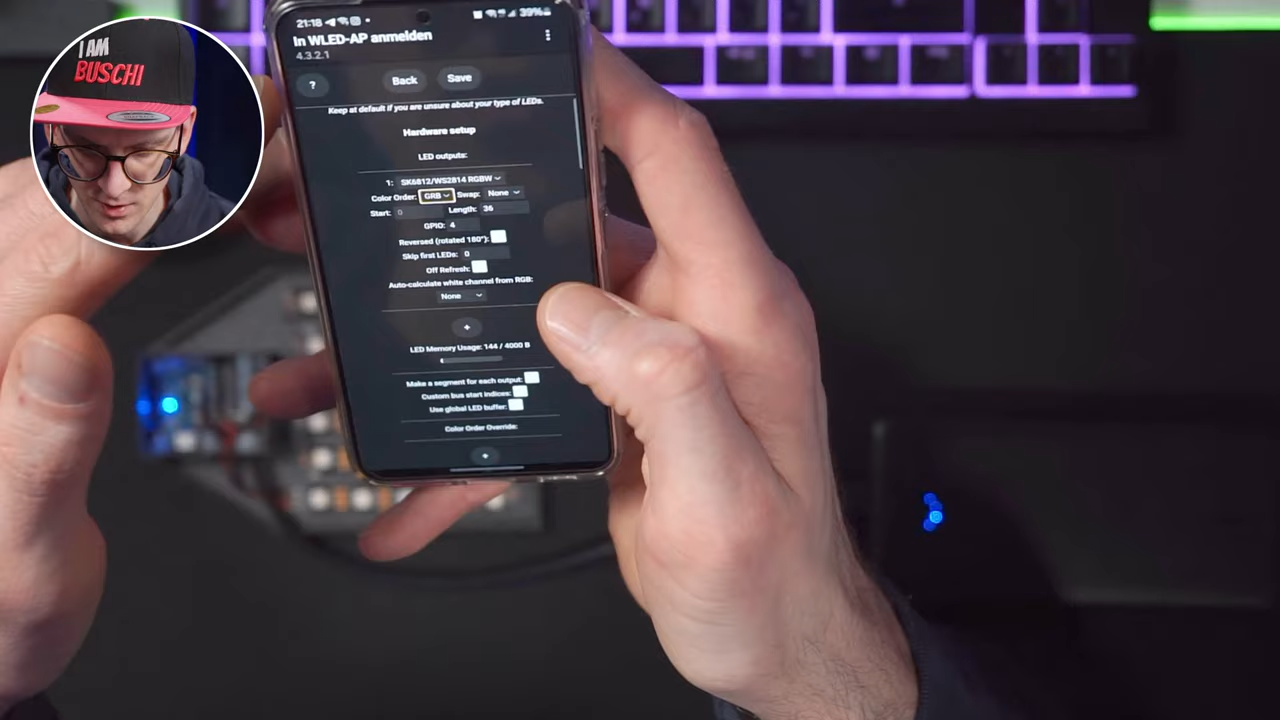 I AM
BUSCHI
21:18 39%
In WLED-AP anmelden
4.3.2.1
? Back Save
Keep at default if you are unsure about your type of LEDs.
Hardware setup
LED outputs:
1: SK6812/WS2814 RGBW
Color Order: GRB Swap: None
Start: 0 Length: 36
GPIO: 4
Reversed (rotated 180°):
Skip first LEDs: 0
Off Refresh:
Auto-calculate white channel from RGB:
None
+
LED Memory Usage: 144 / 4000 B
Make a segment for each output:
Custom bus start indices:
Use global LED buffer:
Color Order Override:
+